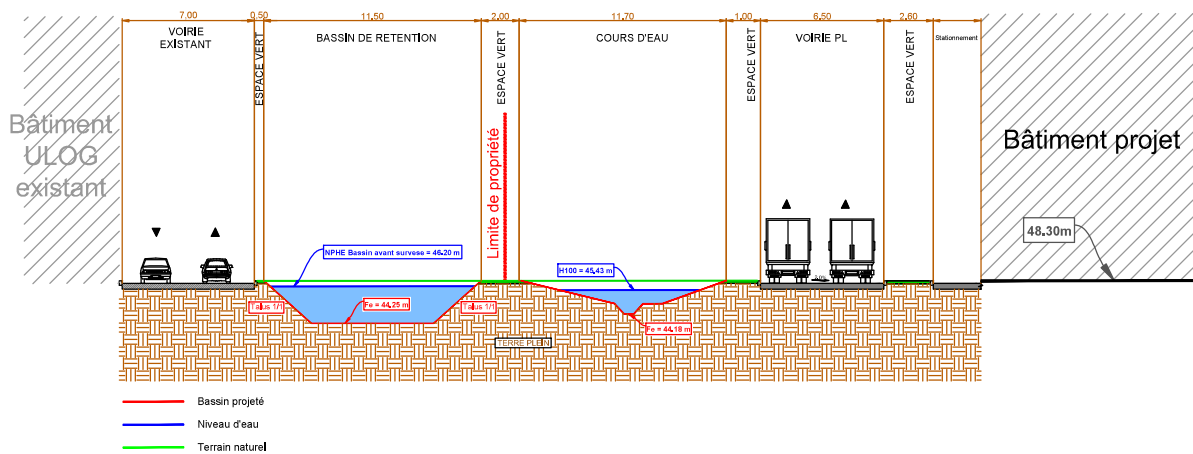 7,00
0,50
11,50
2,00
11,70
1,00
6,50
2,60
VOIRIE
EXISTANT
ESPACE VERT
BASSIN DE RETENTION
ESPACE VERT
COURS D'EAU
ESPACE VERT
VOIRIE PL
ESPACE VERT
Stationnement
Bâtiment
ULOG
existant
Limite de propriété
Bâtiment projet
48.30m
NPHE Bassin avant survese = 46.20 m
H100 = 45.43 m
2.0%
Talus 1/1
Fe = 44.25 m
Talus 1/1
Fe = 44.18 m
TERRE PLEIN
Bassin projeté
Niveau d'eau
Terrain naturel